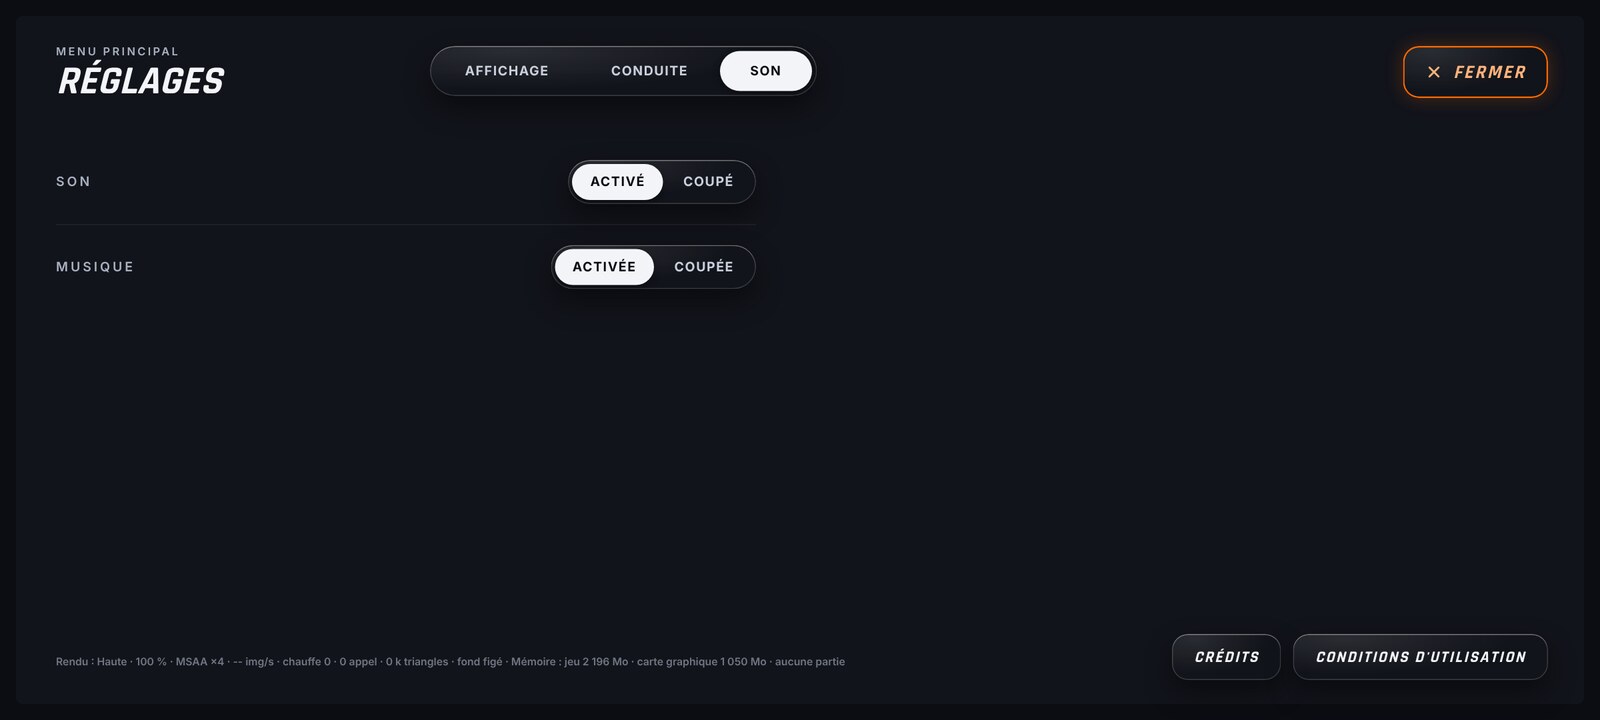 MENU PRINCIPAL
RÉGLAGES
AFFICHAGE CONDUITE SON
✕ FERMER
SON ACTIVÉ COUPÉ
MUSIQUE ACTIVÉE COUPÉE
Rendu : Haute · 100 % · MSAA ×4 · -- img/s · chauffe 0 · 0 appel · 0 k triangles · fond figé · Mémoire : jeu 2 196 Mo · carte graphique 1 050 Mo · aucune partie
CRÉDITS CONDITIONS D'UTILISATION